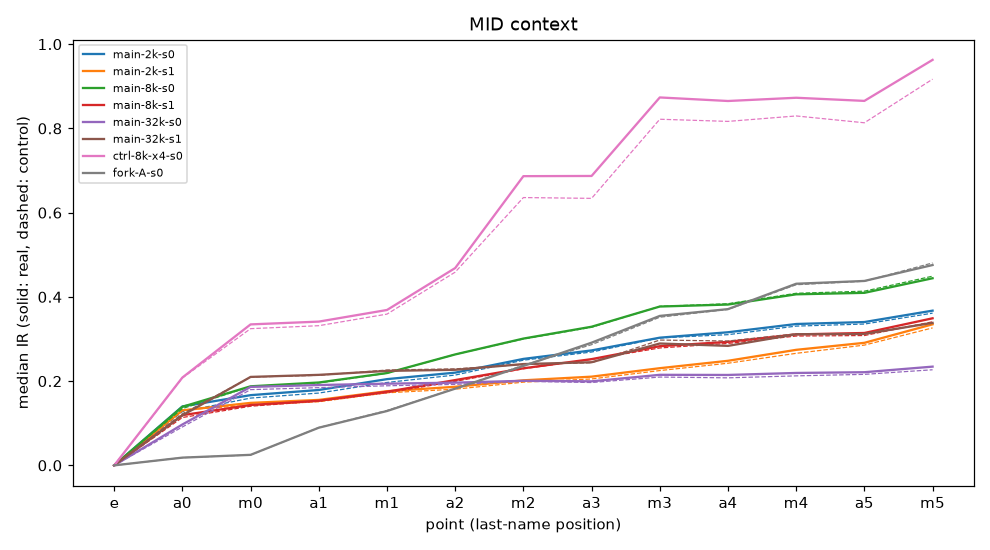 MID context
1.0
0.8
0.6
0.4
0.2
0.0
median IR (solid: real, dashed: control)
main-2k-s0
main-2k-s1
main-8k-s0
main-8k-s1
main-32k-s0
main-32k-s1
ctrl-8k-x4-s0
fork-A-s0
e a0 m0 a1 m1 a2 m2 a3 m3 a4 m4 a5 m5
point (last-name position)